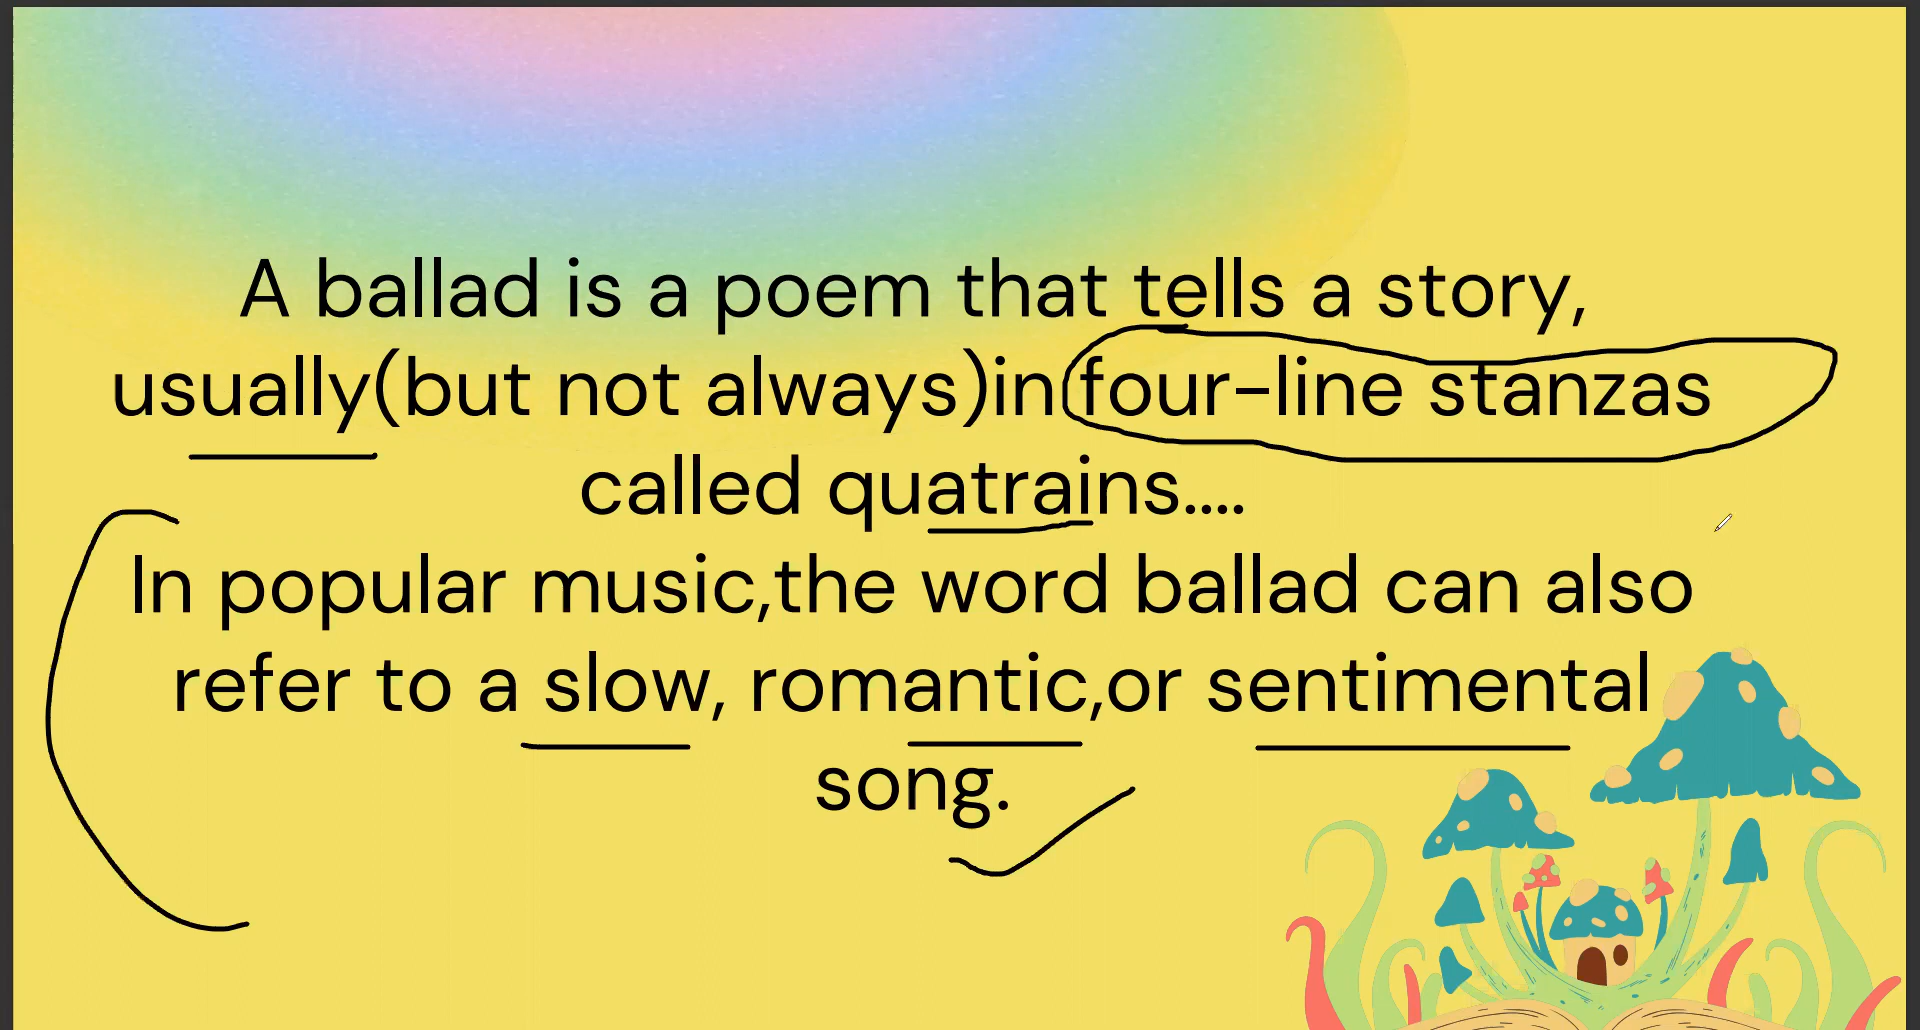 A ballad is a poem that tells a story,
usually(but not always)in four-line stanzas
called quatrains....
In popular music,the word ballad can also
refer to a slow, romantic,or sentimental
song.